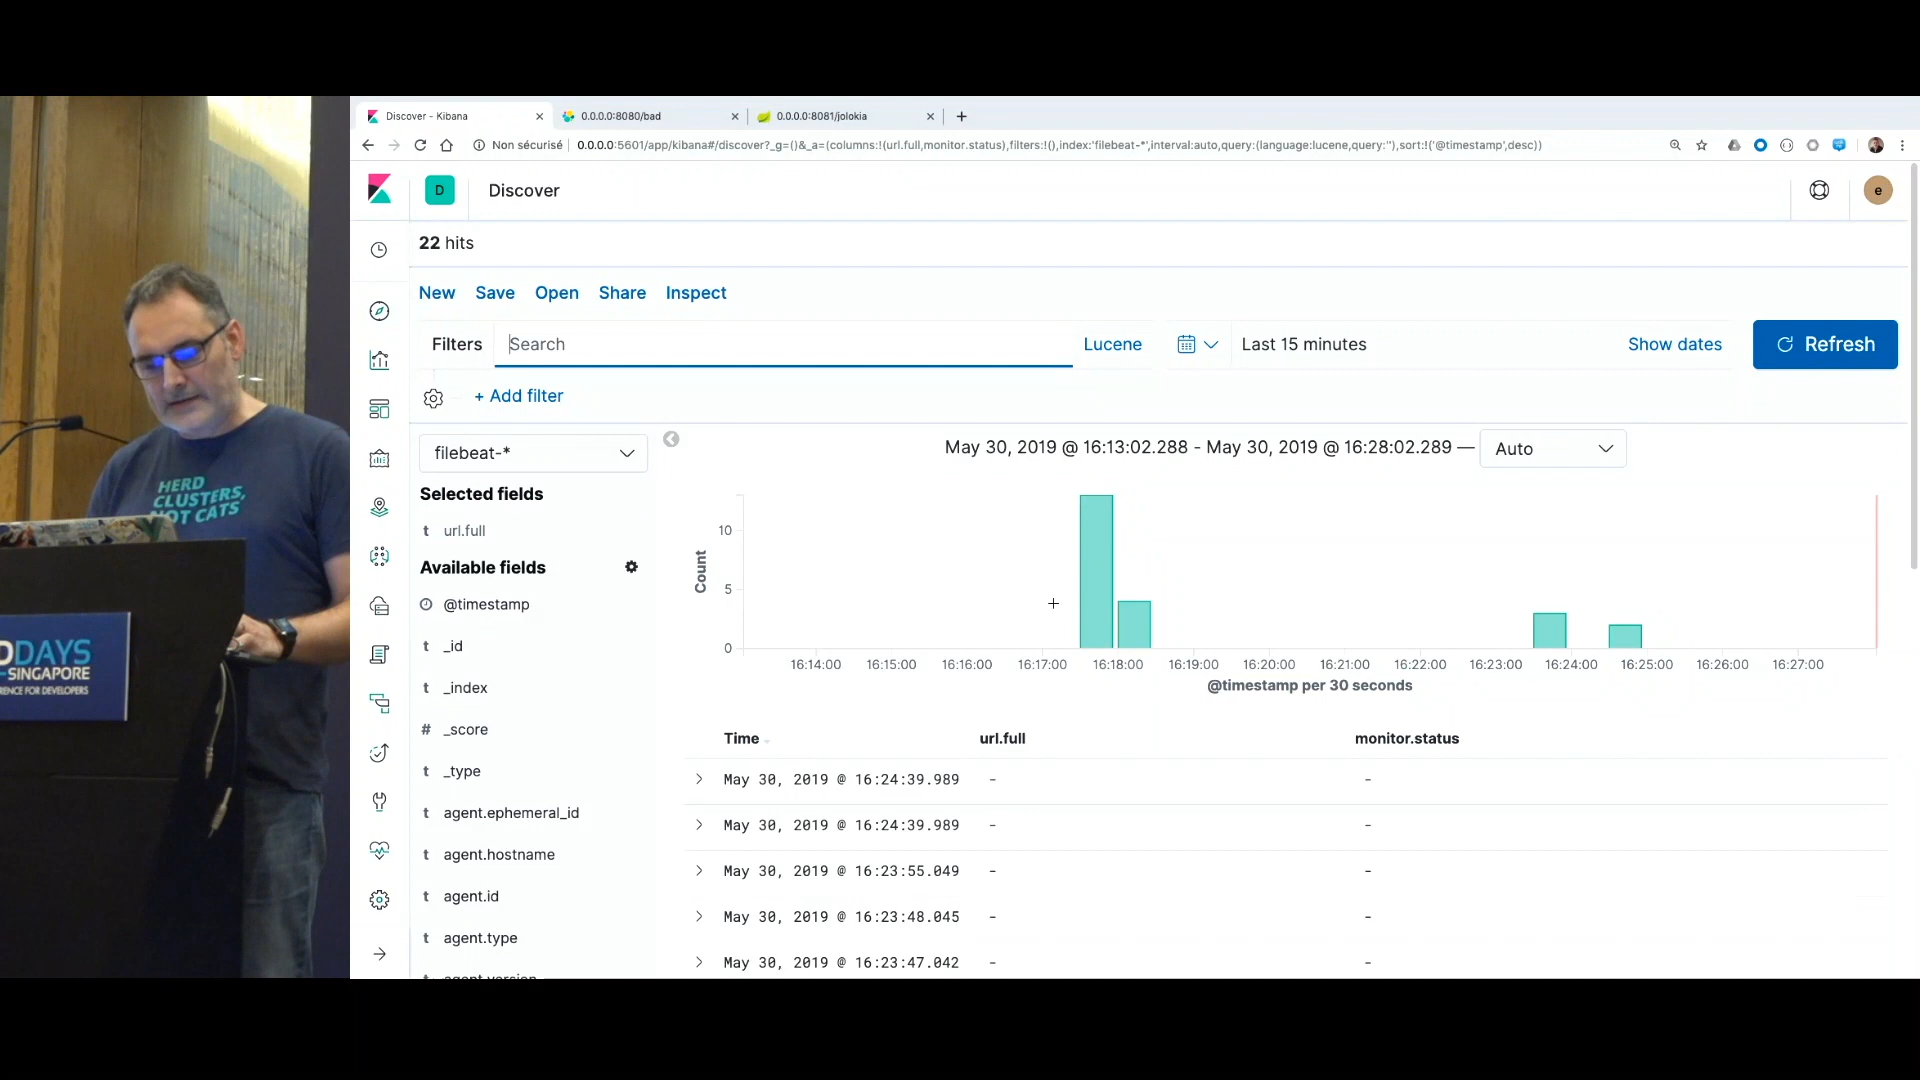 Discover - Kibana
0.0.0.0:8080/bad
0.0.0.0:8081/jolokia
Non sécurisé
0.0.0.0:5601/app/kibana#/discover?_g=()&_a=(columns:!(url.full,monitor.status),filters:!(),index:'filebeat-*',interval:auto,query:(language:lucene,query:''),sort:!('@timestamp',desc))
D
Discover
e
22 hits
New Save Open Share Inspect
Filters
Search
Lucene
Last 15 minutes
Show dates
Refresh
+ Add filter
filebeat-*
Selected fields
t url.full
Available fields
@timestamp
t _id
t _index
# _score
t _type
t agent.ephemeral_id
t agent.hostname
t agent.id
t agent.type
t agent.version
May 30, 2019 @ 16:13:02.288 - May 30, 2019 @ 16:28:02.289 —
Auto
Count
10
5
0
16:14:00 16:15:00 16:16:00 16:17:00 16:18:00 16:19:00 16:20:00 16:21:00 16:22:00 16:23:00 16:24:00 16:25:00 16:26:00 16:27:00
@timestamp per 30 seconds
Time url.full monitor.status
May 30, 2019 @ 16:24:39.989 - -
May 30, 2019 @ 16:24:39.989 - -
May 30, 2019 @ 16:23:55.049 - -
May 30, 2019 @ 16:23:48.045 - -
May 30, 2019 @ 16:23:47.042 - -
HERD
CLUSTERS,
NOT CATS
DAYS
SINGAPORE
FOR DEVELOPERS